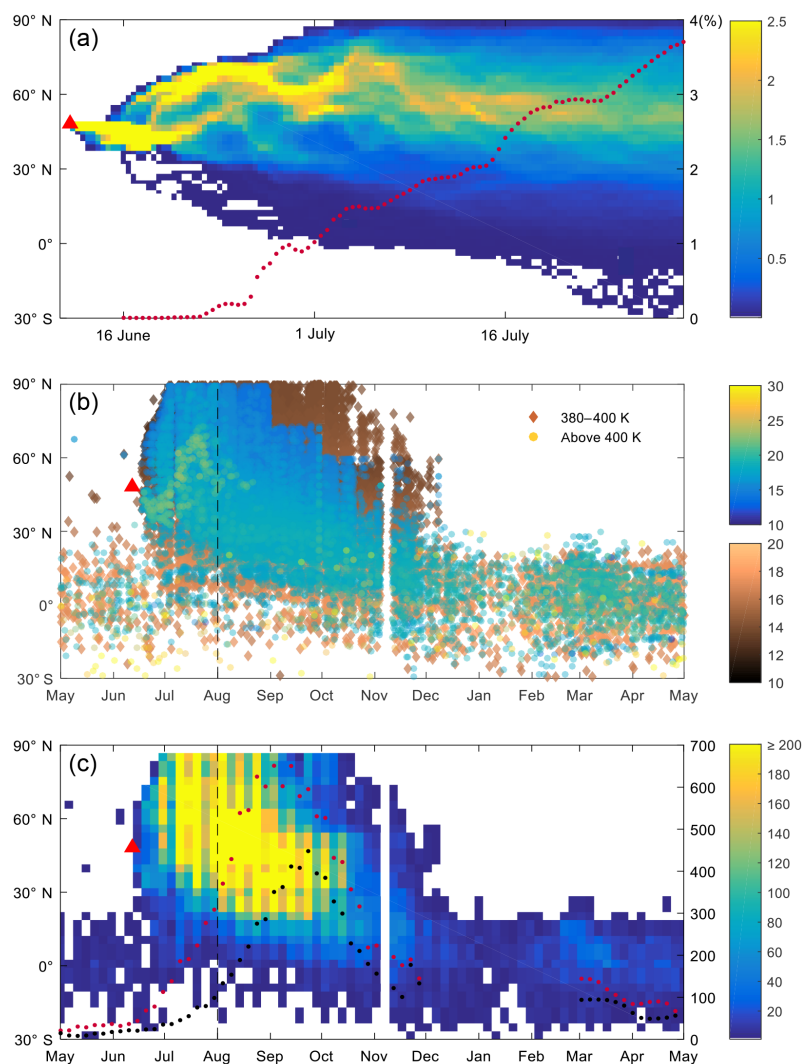 90° N
(a)
4(%)
2.5
60° N
3
2
30° N
2
1.5
0°
1
1
0.5
30° S
0
16 June
1 July
16 July
90° N
(b)
380–400 K
Above 400 K
30
60° N
25
20
30° N
15
10
0°
20
18
16
14
12
30° S
10
May
Jun
Jul
Aug
Sep
Oct
Nov
Dec
Jan
Feb
Mar
Apr
May
90° N
(c)
700
≥ 200
600
180
60° N
500
160
140
400
120
30° N
300
100
80
0°
200
60
100
40
20
30° S
0
May
Jun
Jul
Aug
Sep
Oct
Nov
Dec
Jan
Feb
Mar
Apr
May